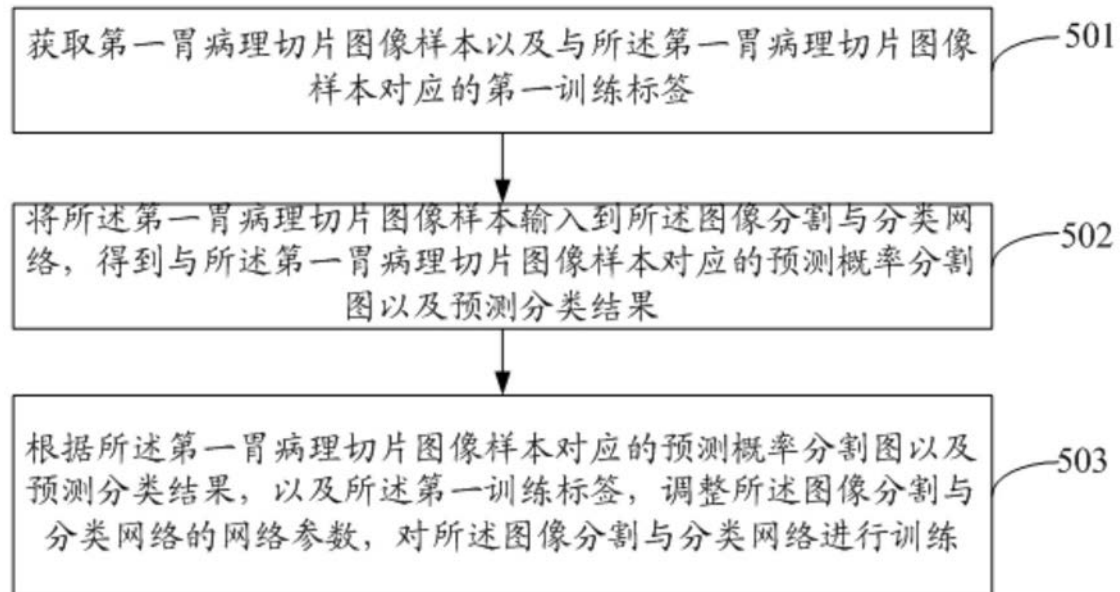 获取第一胃病理切片图像样本以及与所述第一胃病理切片图像
样本对应的第一训练标签
501
将所述第一胃病理切片图像样本输入到所述图像分割与分类网
络，得到与所述第一胃病理切片图像样本对应的预测概率分割
图以及预测分类结果
502
根据所述第一胃病理切片图像样本对应的预测概率分割图以及
预测分类结果，以及所述第一训练标签，调整所述图像分割与
分类网络的网络参数，对所述图像分割与分类网络进行训练
503